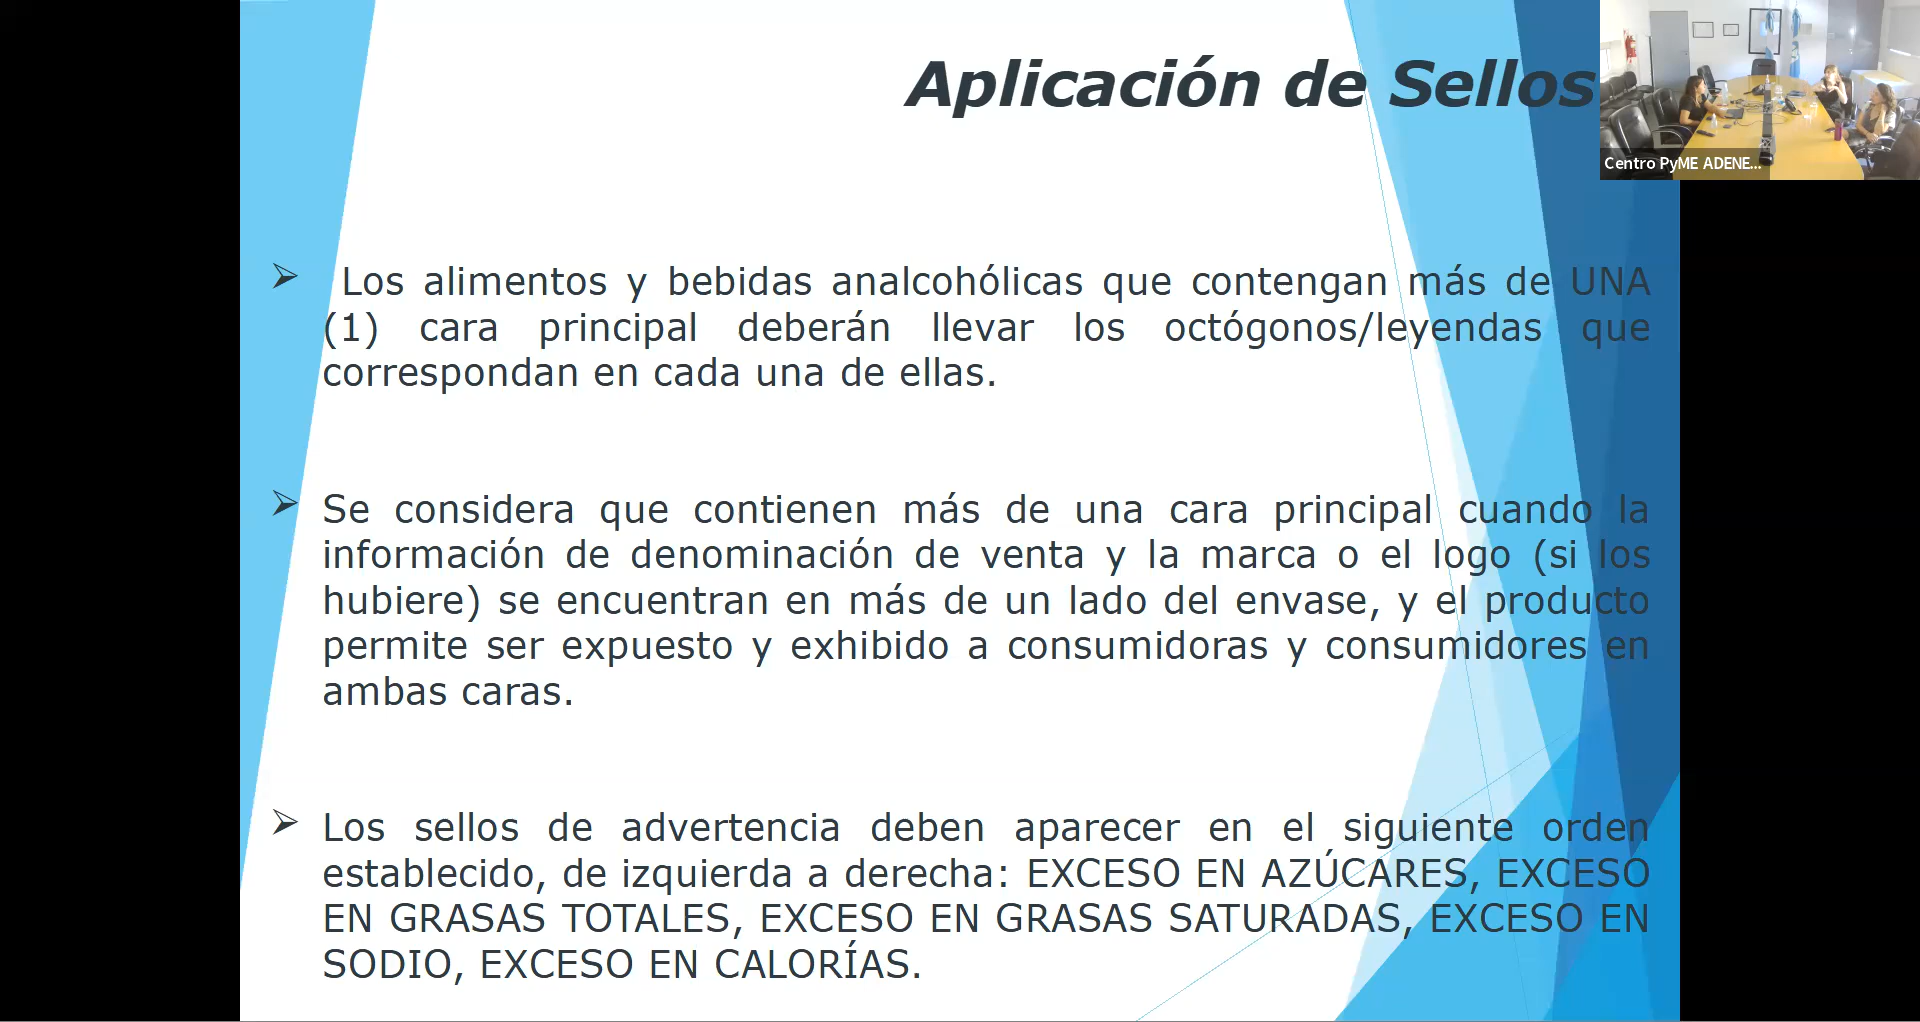 Aplicación de Sellos
Centro PyME ADENE...
Los alimentos y bebidas analcohólicas que contengan más de UNA
(1) cara principal deberán llevar los octógonos/leyendas que
correspondan en cada una de ellas.
Se considera que contienen más de una cara principal cuando la
información de denominación de venta y la marca o el logo (si los
hubiere) se encuentran en más de un lado del envase, y el producto
permite ser expuesto y exhibido a consumidoras y consumidores en
ambas caras.
Los sellos de advertencia deben aparecer en el siguiente orden
establecido, de izquierda a derecha: EXCESO EN AZÚCARES, EXCESO
EN GRASAS TOTALES, EXCESO EN GRASAS SATURADAS, EXCESO EN
SODIO, EXCESO EN CALORÍAS.